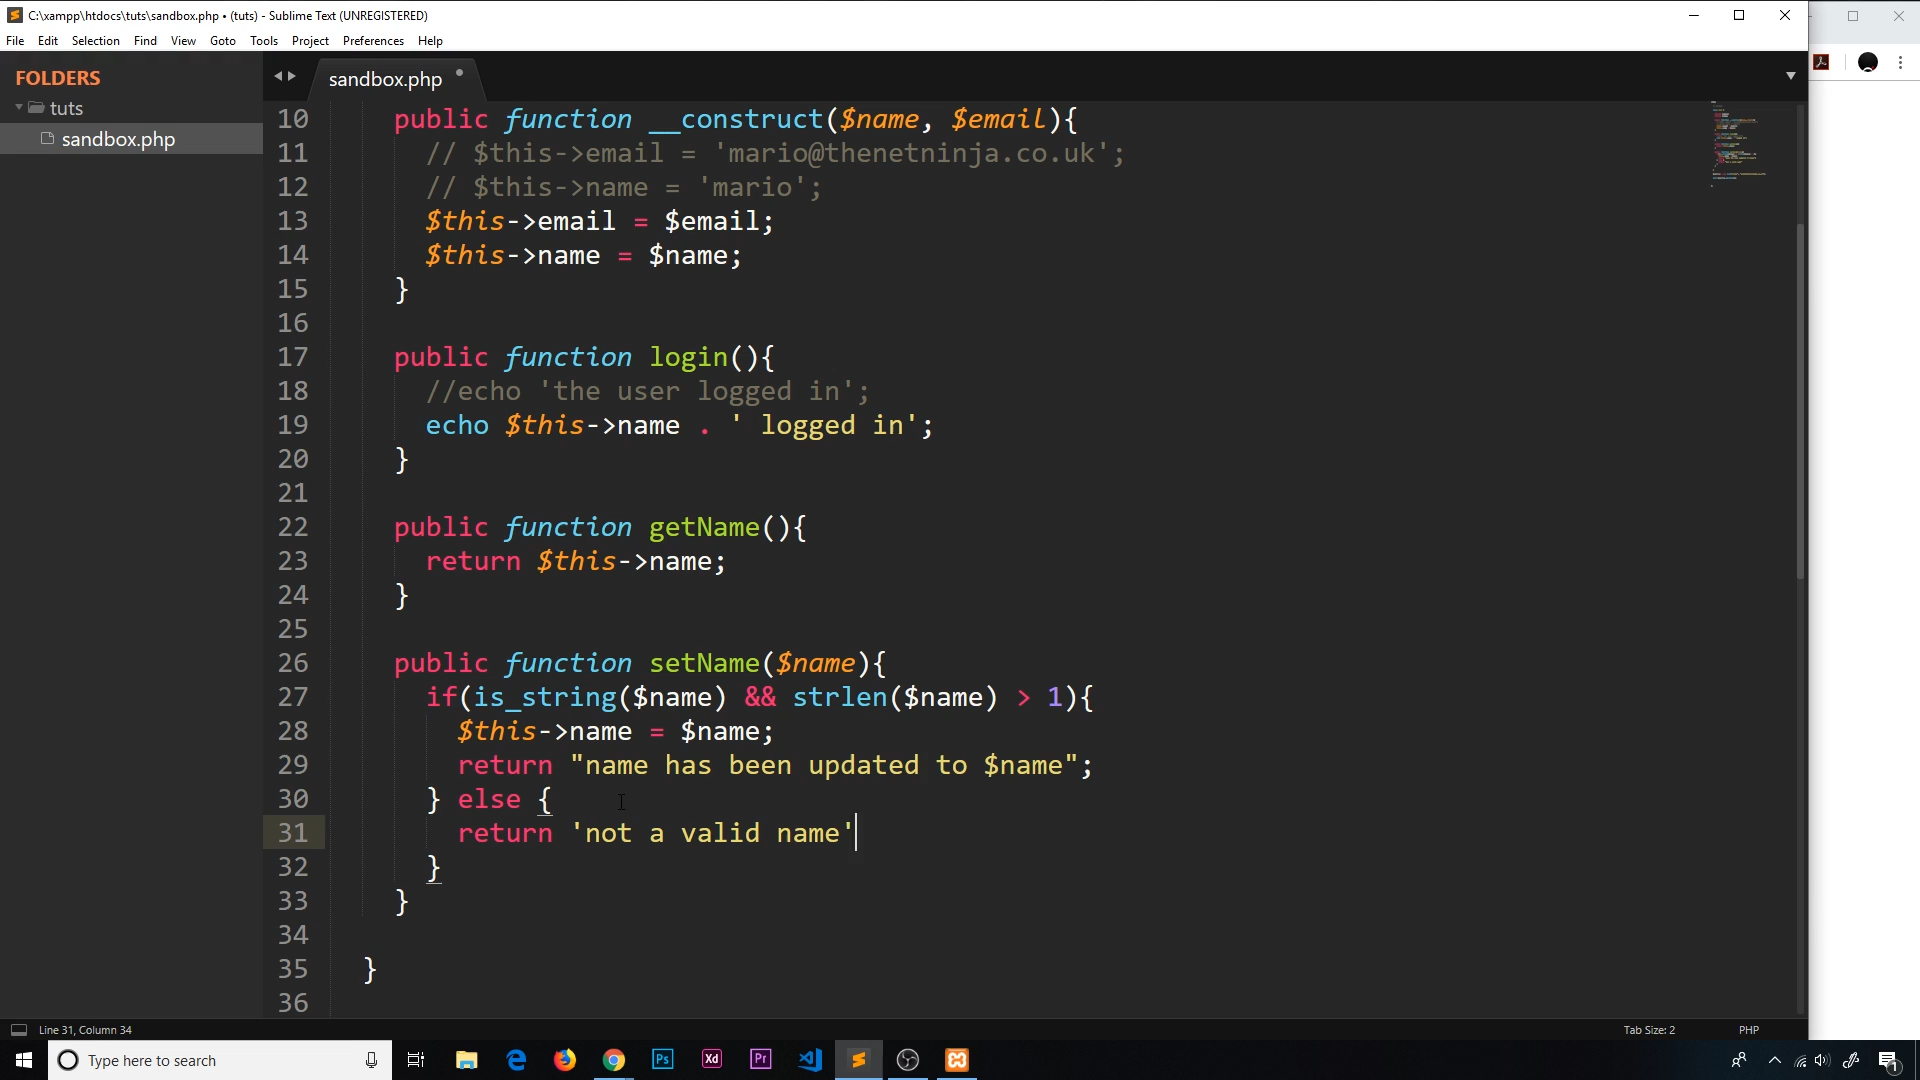 C:\xampp\htdocs\tuts\sandbox.php • (tuts) - Sublime Text (UNREGISTERED)
File Edit Selection Find View Goto Tools Project Preferences Help
FOLDERS
tuts
sandbox.php
sandbox.php
10 public function __construct($name, $email){
11 // $this->email = 'mario@thenetninja.co.uk';
12 // $this->name = 'mario';
13 $this->email = $email;
14 $this->name = $name;
15 }
16
17 public function login(){
18 //echo 'the user logged in';
19 echo $this->name . ' logged in';
20 }
21
22 public function getName(){
23 return $this->name;
24 }
25
26 public function setName($name){
27 if(is_string($name) && strlen($name) > 1){
28 $this->name = $name;
29 return "name has been updated to $name";
30 } else {
31 return 'not a valid name'
32 }
33 }
34
35 }
36
Line 31, Column 34 Tab Size: 2 PHP
Type here to search
Ps
Xd
Pr
1